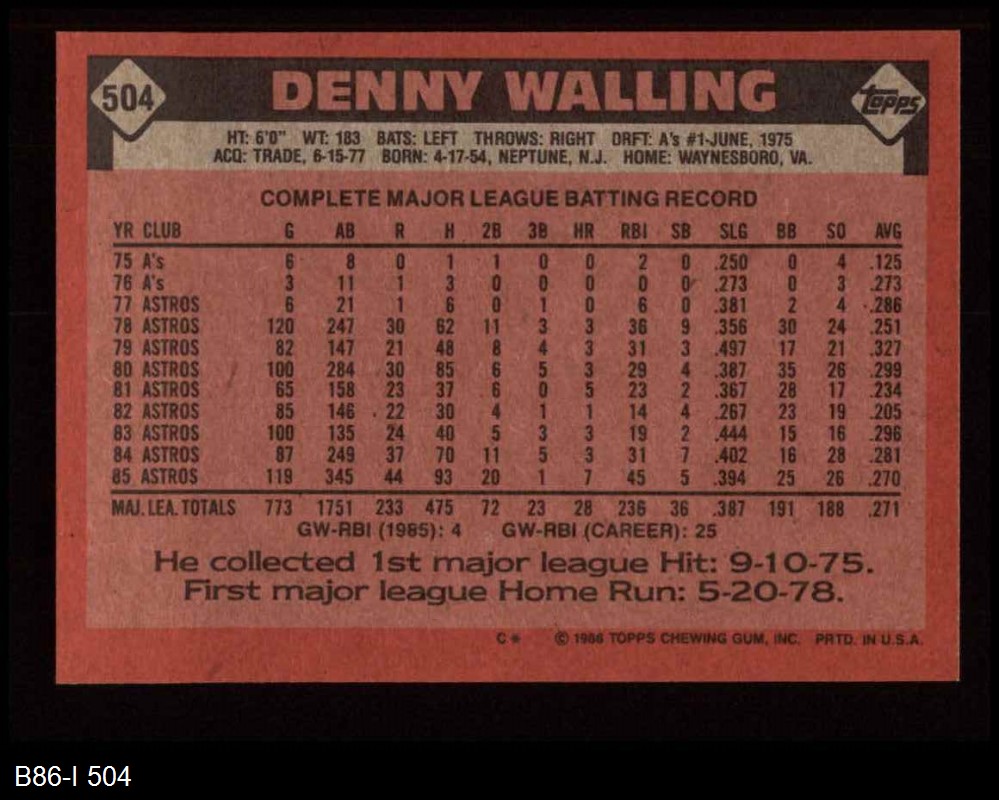 504 DENNY WALLING Topps
HT: 6'0" WT: 183 BATS: LEFT THROWS: RIGHT DRFT: A's #1-JUNE, 1975
ACQ: TRADE, 6-15-77 BORN: 4-17-54, NEPTUNE, N.J. HOME: WAYNESBORO, VA.
COMPLETE MAJOR LEAGUE BATTING RECORD
YR CLUB G AB R H 2B 3B HR RBI SB SLG BB SO AVG
75 A's 6 8 0 1 1 0 0 2 0 .250 0 4 .125
76 A's 3 11 1 3 0 0 0 0 0 .273 0 3 .273
77 ASTROS 6 21 1 6 0 1 0 6 0 .381 2 4 .286
78 ASTROS 120 247 30 62 11 3 3 36 9 .356 30 24 .251
79 ASTROS 82 147 21 48 8 4 3 31 3 .497 17 21 .327
80 ASTROS 100 284 30 85 6 5 3 29 4 .387 35 26 .299
81 ASTROS 65 158 23 37 6 0 5 23 2 .367 28 17 .234
82 ASTROS 85 146 22 30 4 1 1 14 4 .267 23 19 .205
83 ASTROS 100 135 24 40 5 3 3 19 2 .444 15 16 .296
84 ASTROS 87 249 37 70 11 5 3 31 7 .402 16 28 .281
85 ASTROS 119 345 44 93 20 1 7 45 5 .394 25 26 .270
MAJ. LEA. TOTALS 773 1751 233 475 72 23 28 236 36 .387 191 188 .271
GW-RBI (1985): 4 GW-RBI (CAREER): 25
He collected 1st major league Hit: 9-10-75.
First major league Home Run: 5-20-78.
C* © 1986 TOPPS CHEWING GUM, INC. PRTD. IN U.S.A.
B86-I 504